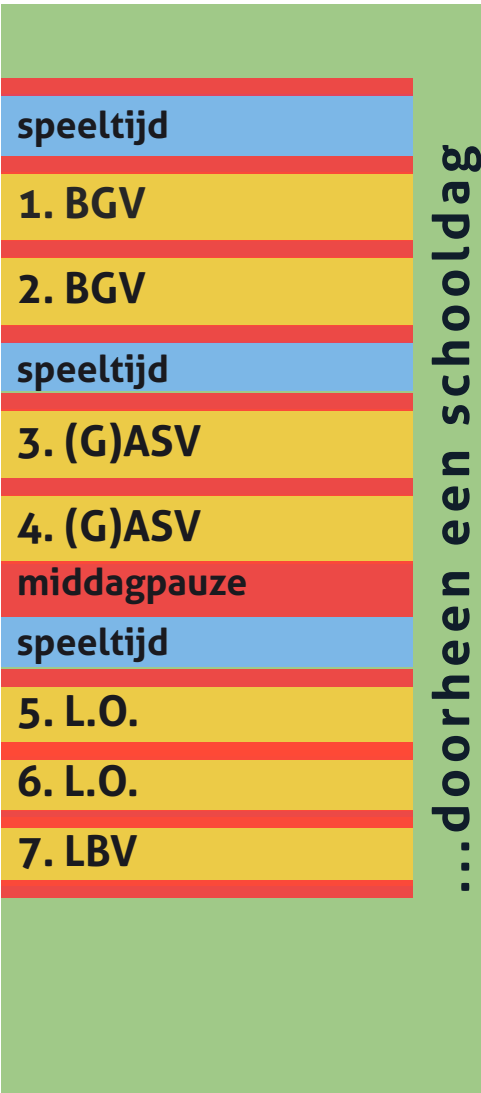 speeltijd
1. BGV
2. BGV
speeltijd
3. (G)ASV
4. (G)ASV
middagpauze
speeltijd
5. L.O.
6. L.O.
7. LBV
...doorheen een schooldag